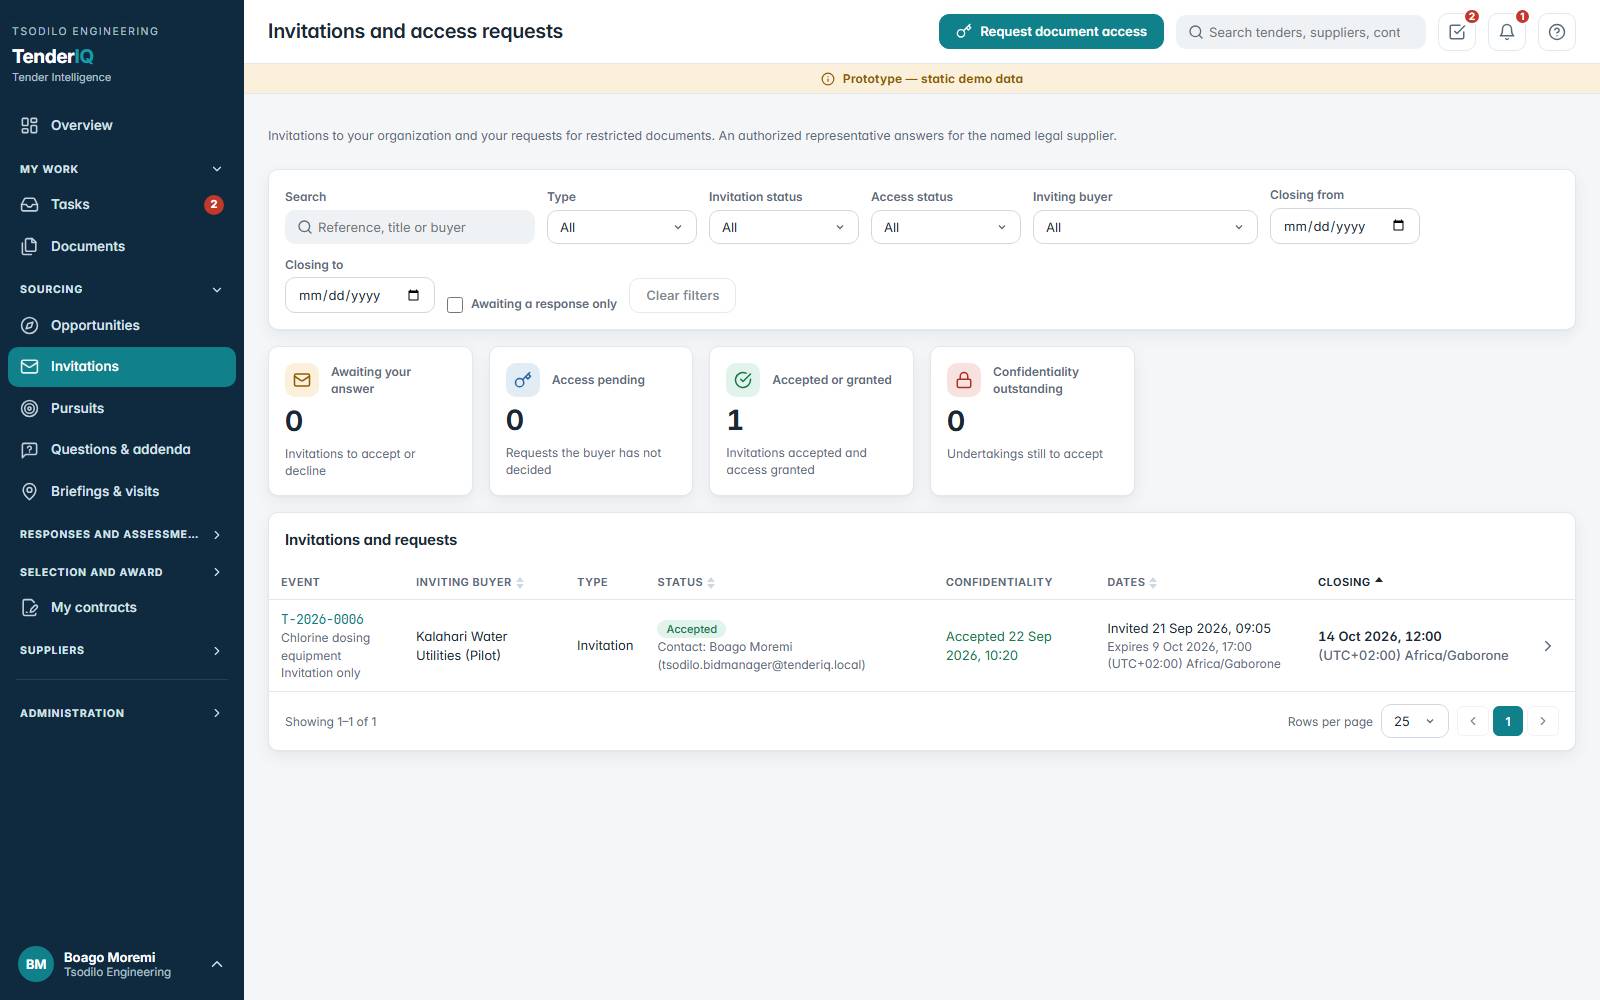 TSODILO ENGINEERING
TenderIQ
Tender Intelligence
Overview
MY WORK
Tasks
2
Documents
SOURCING
Opportunities
Invitations
Pursuits
Questions & addenda
Briefings & visits
RESPONSES AND ASSESSME...
SELECTION AND AWARD
My contracts
SUPPLIERS
ADMINISTRATION
BM
Boago Moremi
Tsodilo Engineering
Invitations and access requests
Request document access
Search tenders, suppliers, cont
2
1
Prototype — static demo data
Invitations to your organization and your requests for restricted documents. An authorized representative answers for the named legal supplier.
Search
Type
Invitation status
Access status
Inviting buyer
Closing from
Reference, title or buyer
All
All
All
All
mm/dd/yyyy
Closing to
mm/dd/yyyy
Awaiting a response only
Clear filters
Awaiting your
answer
0
Invitations to accept or
decline
Access pending
0
Requests the buyer has not
decided
Accepted or granted
1
Invitations accepted and
access granted
Confidentiality
outstanding
0
Undertakings still to accept
Invitations and requests
EVENT
INVITING BUYER
TYPE
STATUS
CONFIDENTIALITY
DATES
CLOSING
T-2026-0006
Chlorine dosing
equipment
Invitation only
Kalahari Water
Utilities (Pilot)
Invitation
Accepted
Contact: Boago Moremi
(tsodilo.bidmanager@tenderiq.local)
Accepted 22 Sep
2026, 10:20
Invited 21 Sep 2026, 09:05
Expires 9 Oct 2026, 17:00
(UTC+02:00) Africa/Gaborone
14 Oct 2026, 12:00
(UTC+02:00) Africa/Gaborone
Showing 1–1 of 1
Rows per page
25
1